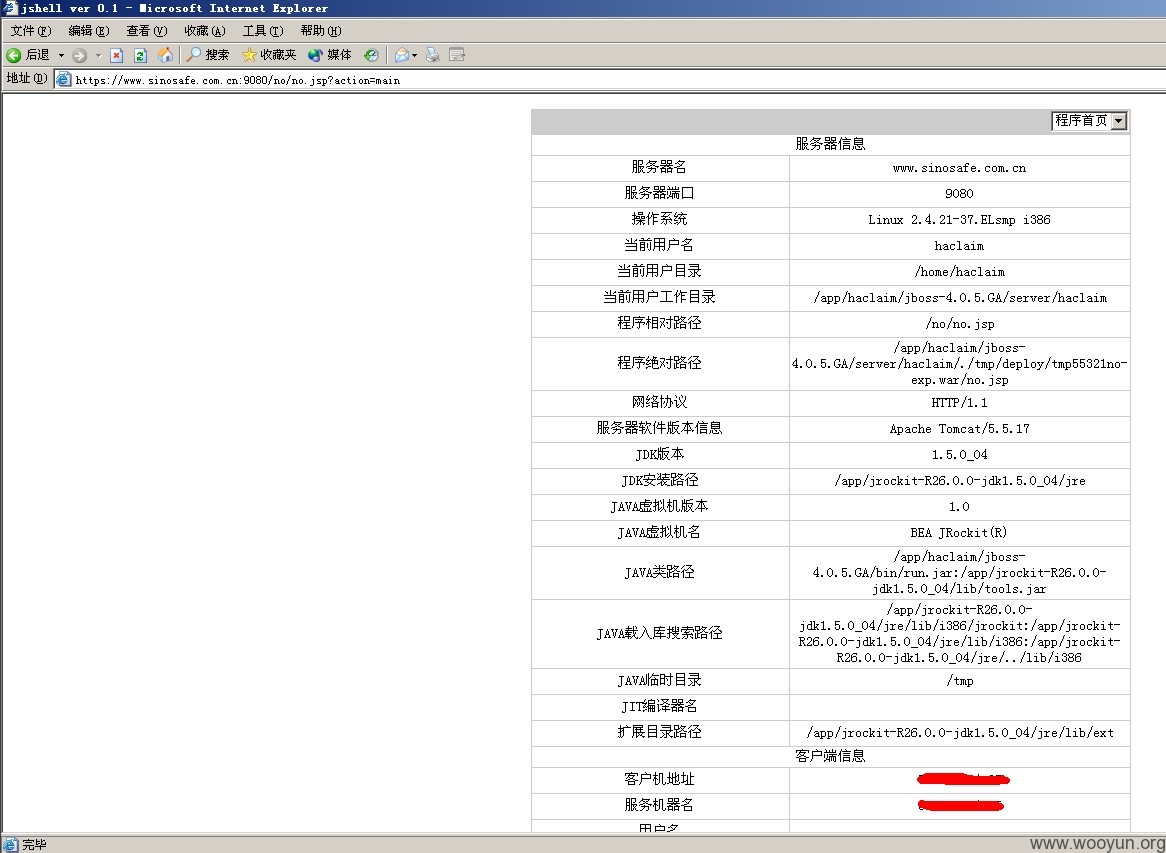 jshell ver 0.1 - Microsoft Internet Explorer
文件(F) 编辑(E) 查看(V) 收藏(A) 工具(T) 帮助(H)
后退 搜索 收藏夹 媒体
地址(D) https://www.sinosafe.com.cn:9080/no/no.jsp?action=main
程序首页
服务器信息
服务器名 www.sinosafe.com.cn
服务器端口 9080
操作系统 Linux 2.4.21-37.ELsmp i386
当前用户名 haclaim
当前用户目录 /home/haclaim
当前用户工作目录 /app/haclaim/jboss-4.0.5.GA/server/haclaim
程序相对路径 /no/no.jsp
程序绝对路径 /app/haclaim/jboss-
4.0.5.GA/server/haclaim/./tmp/deploy/tmp55321no-
exp.war/no.jsp
网络协议 HTTP/1.1
服务器软件版本信息 Apache Tomcat/5.5.17
JDK版本 1.5.0_04
JDK安装路径 /app/jrockit-R26.0.0-jdk1.5.0_04/jre
JAVA虚拟机版本 1.0
JAVA虚拟机名 BEA JRockit(R)
JAVA类路径 /app/haclaim/jboss-
4.0.5.GA/bin/run.jar:/app/jrockit-R26.0.0-
jdk1.5.0_04/lib/tools.jar
JAVA载入库搜索路径 /app/jrockit-R26.0.0-
jdk1.5.0_04/jre/lib/i386/jrockit:/app/jrockit-
R26.0.0-jdk1.5.0_04/jre/lib/i386:/app/jrockit-
R26.0.0-jdk1.5.0_04/jre/../lib/i386
JAVA临时目录 /tmp
JIT编译器名
扩展目录路径 /app/jrockit-R26.0.0-jdk1.5.0_04/jre/lib/ext
客户端信息
客户机地址
服务机器名
用户名
完毕
www.wooyun.org